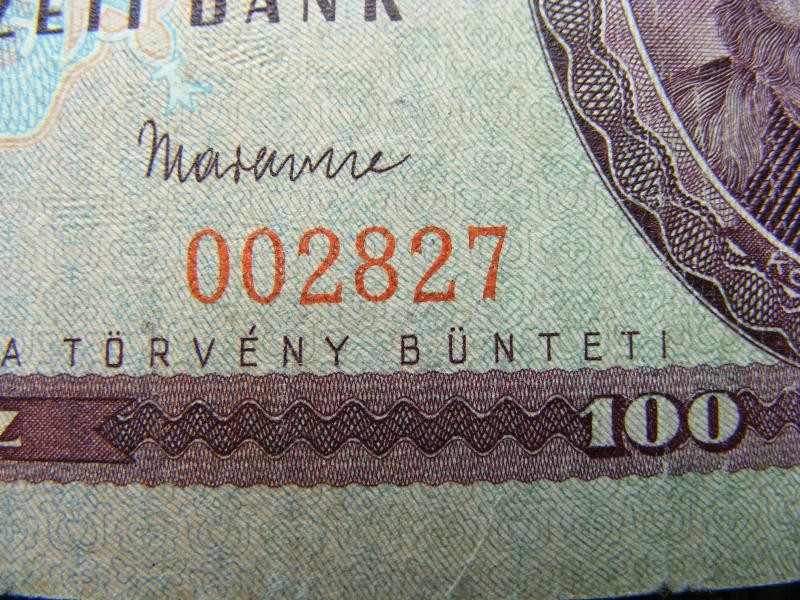 ZETI BANK
002827
A TÖRVÉNY BÜNTETI
Z
100